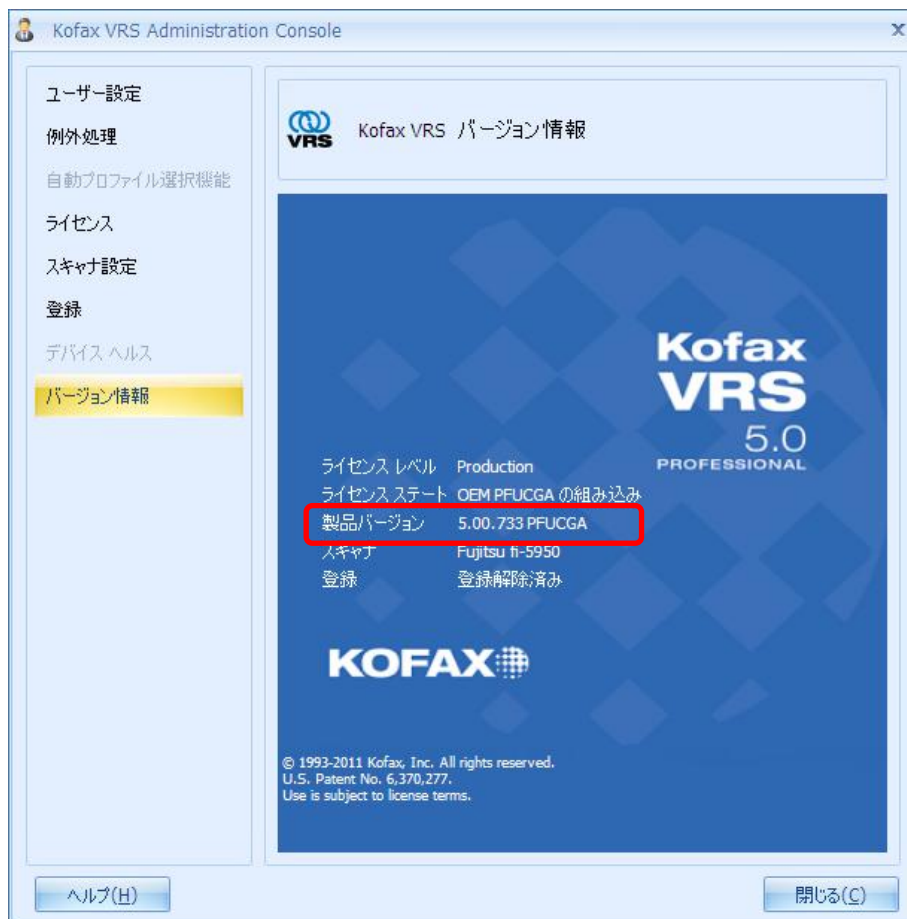 Kofax VRS Administration Console
x
ユーザー設定
例外処理
自動プロファイル選択機能
ライセンス
スキャナ設定
登録
デバイス ヘルス
バージョン情報
VRS
Kofax VRS バージョン情報
Kofax
VRS
5.0
PROFESSIONAL
ライセンス レベル Production
ライセンス ステート OEM PFUCGA の組み込み
製品バージョン 5.00.733 PFUCGA
スキャナ Fujitsu fi-5950
登録 登録解除済み
KOFAX
© 1993-2011 Kofax, Inc. All rights reserved.
U.S. Patent No. 6,370,277.
Use is subject to license terms.
ヘルプ(H)
閉じる(C)